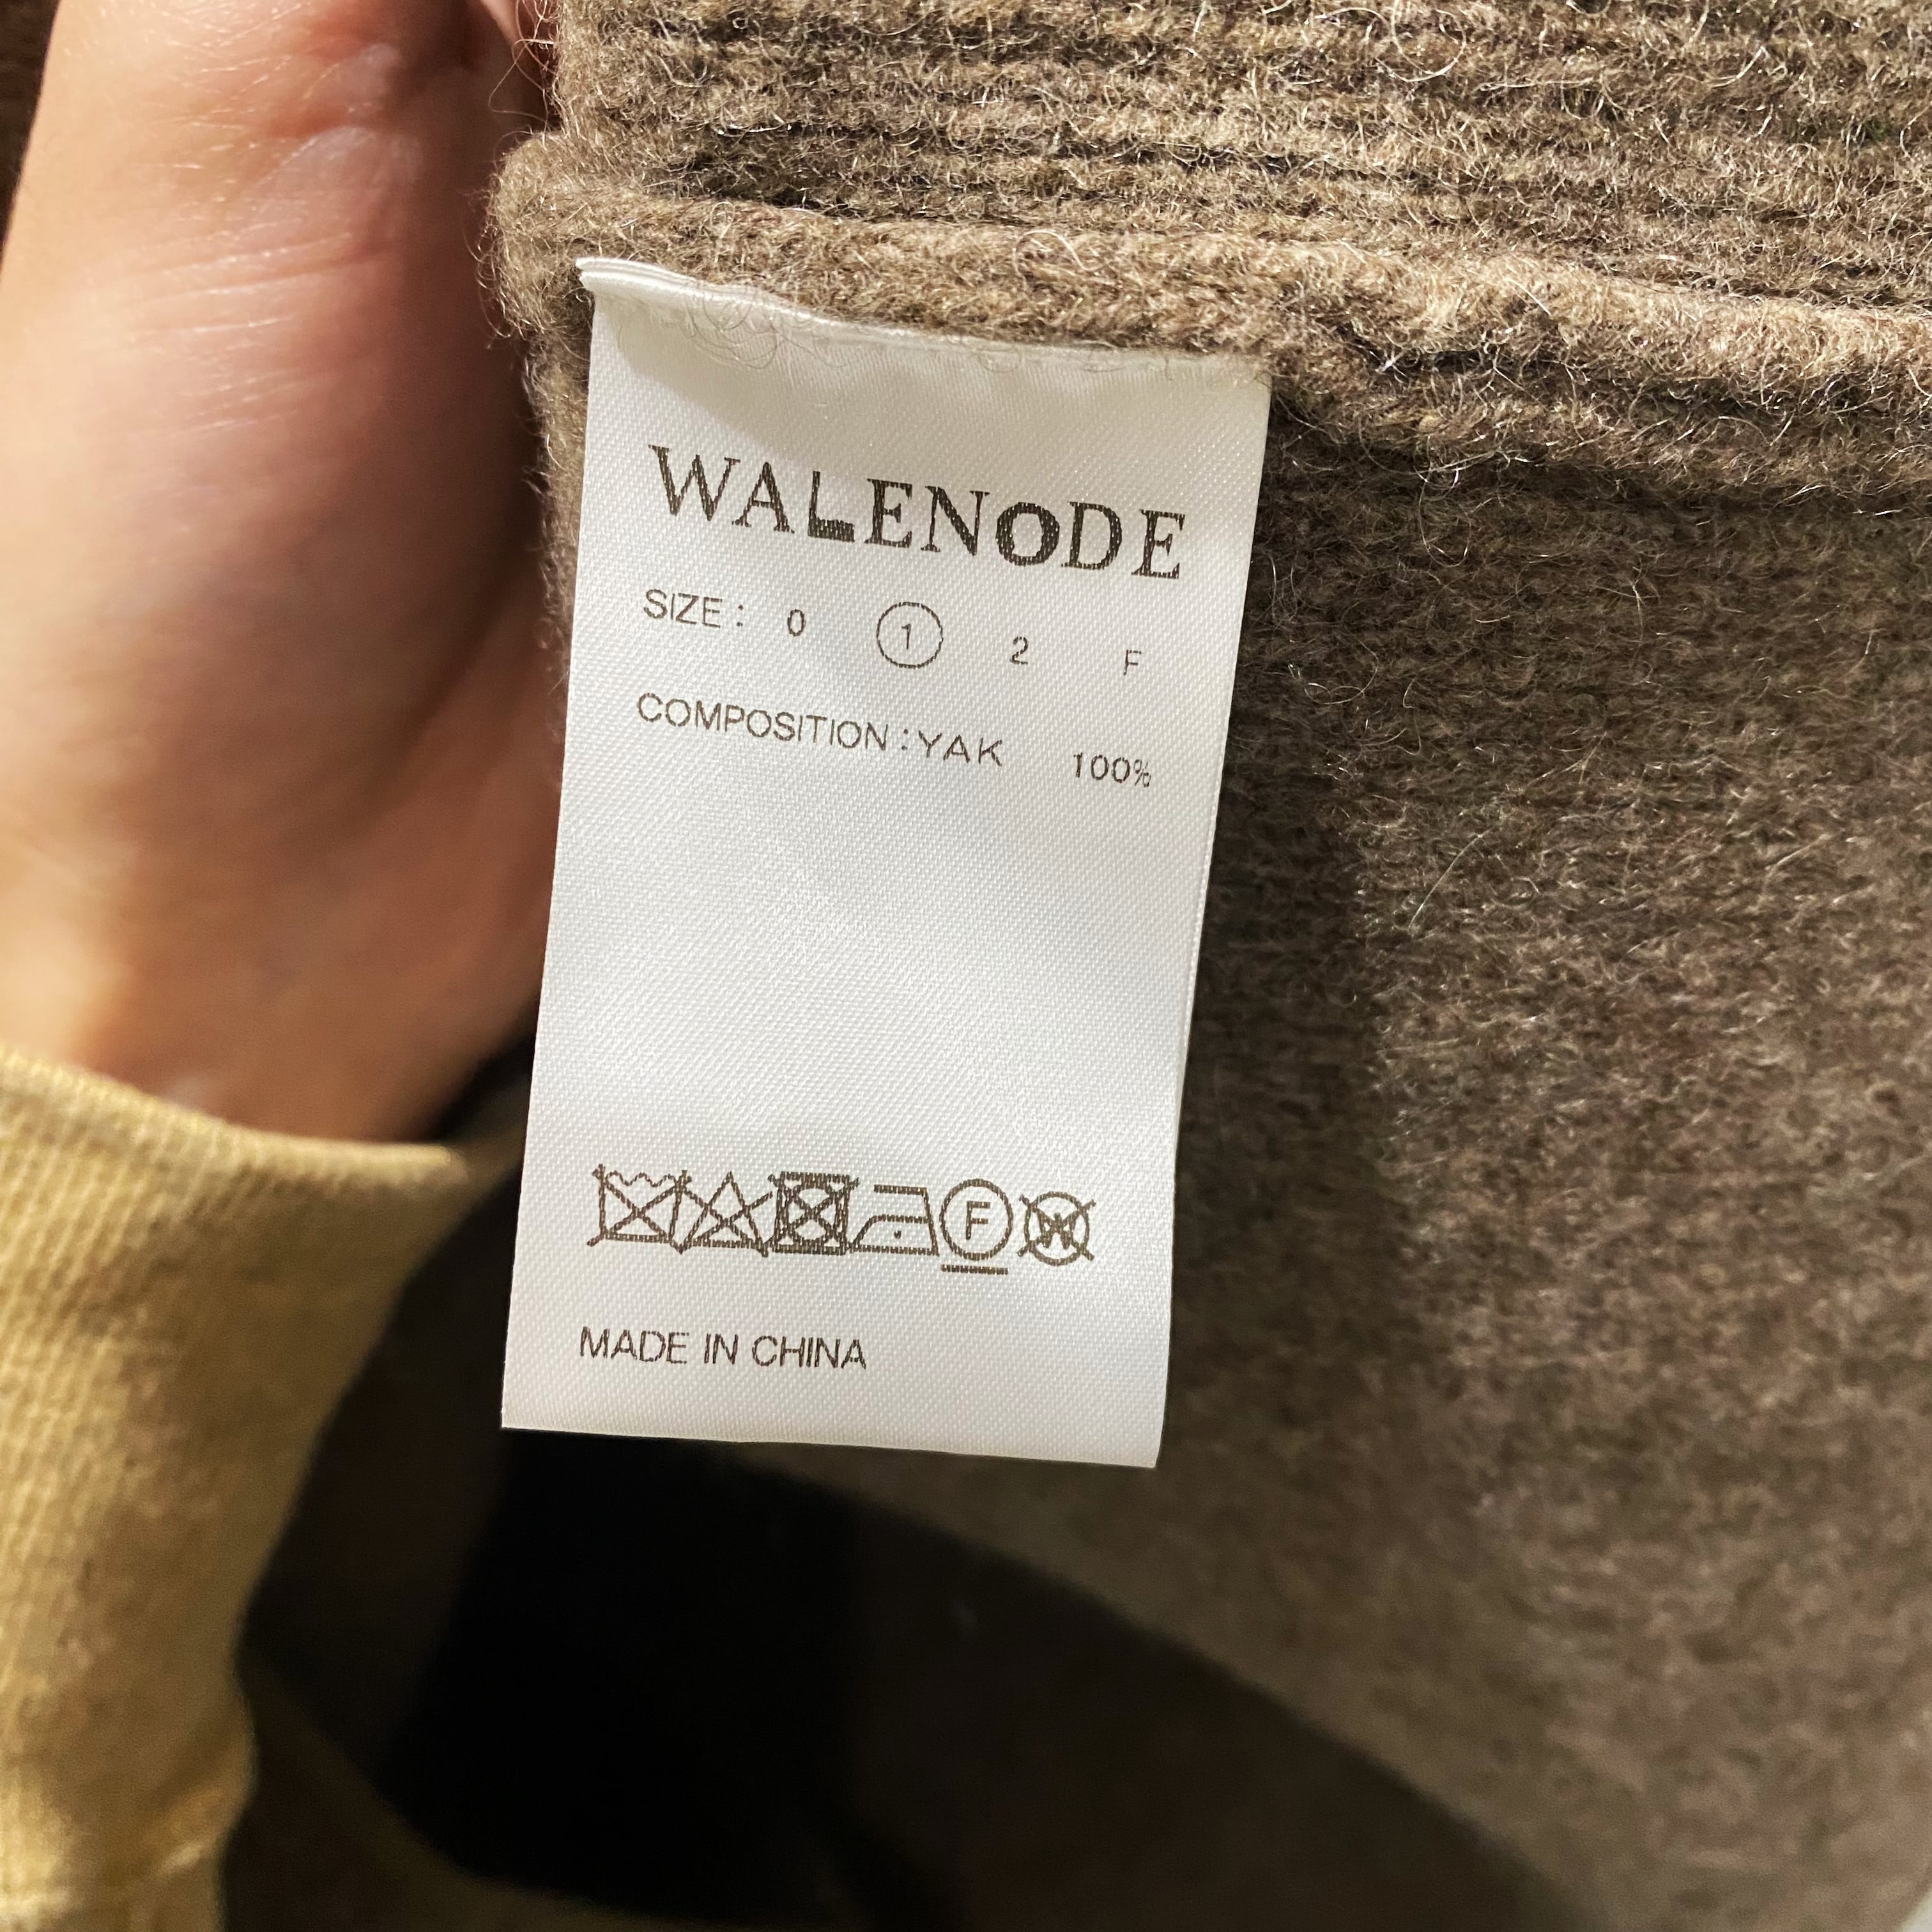 WALENODE
SIZE : 0 1 2 F
COMPOSITION : YAK 100%
F W
MADE IN CHINA